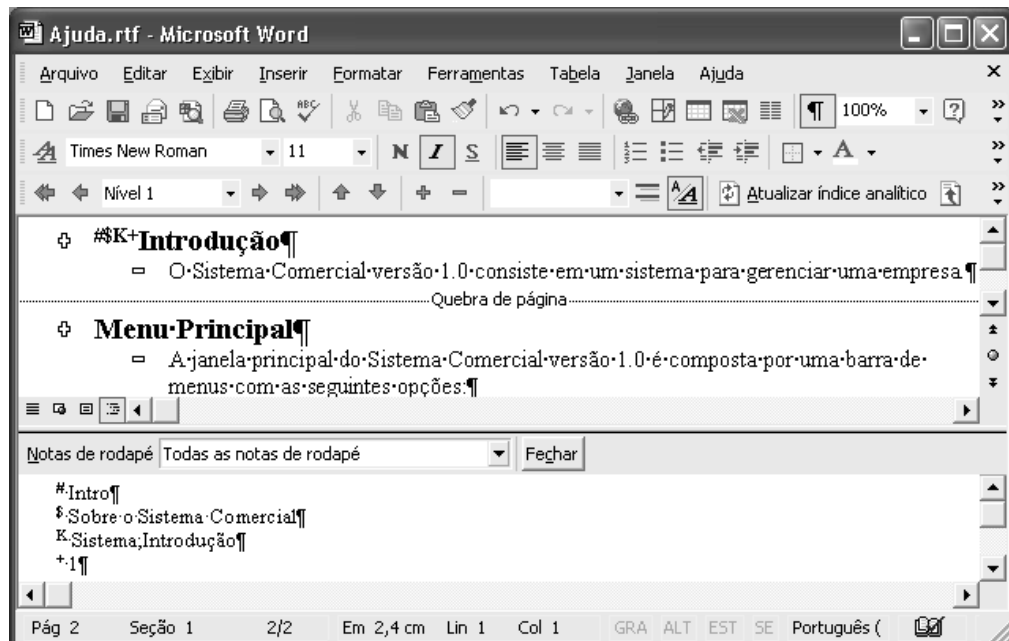 Ajuda.rtf - Microsoft Word
Arquivo Editar Exibir Inserir Formatar Ferramentas Tabela Janela Ajuda
ABC ¶ 100%
Times New Roman 11 N I S A
Nível 1 A/A Atualizar índice analítico
#$K+Introdução¶
O·Sistema·Comercial·versão·1.0·consiste·em·um·sistema·para·gerenciar·uma·empresa.¶
Quebra de página
Menu·Principal¶
A·janela·principal·do·Sistema·Comercial·versão·1.0·é·composta·por·uma·barra·de·
menus·com·as·seguintes·opções:¶
Notas de rodapé Todas as notas de rodapé Fechar
#·Intro¶
$·Sobre·o·Sistema·Comercial¶
K·Sistema;Introdução¶
+·1¶
Pág 2 Seção 1 2/2 Em 2,4 cm Lin 1 Col 1 GRA ALT EST SE Português (